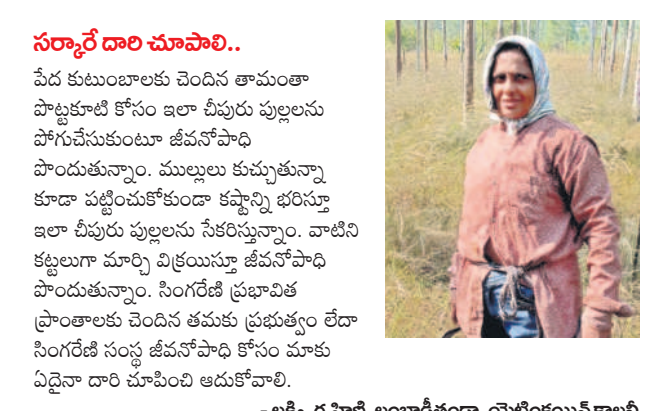 సర్కారే దారి చూపాలి..
పేద కుటుంబాలకు చెందిన తామంతా
పొట్టకూటి కోసం ఇలా చీపురు పుల్లలను
పోగుచేసుకుంటూ జీవనోపాధి
పొందుతున్నాం. ముల్లులు కుచ్చుతున్నా
కూడా పట్టించుకోకుండా కష్టాన్ని భరిస్తూ
ఇలా చీపురు పుల్లలను సేకరిస్తున్నాం. వాటిని
కట్టలుగా మార్చి విక్రయిస్తూ జీవనోపాధి
పొందుతున్నాం. సింగరేణి ప్రభావిత
ప్రాంతాలకు చెందిన తమకు ప్రభుత్వం లేదా
సింగరేణి సంస్థ జీవనోపాధి కోసం మాకు
ఏదైనా దారి చూపించి ఆదుకోవాలి.